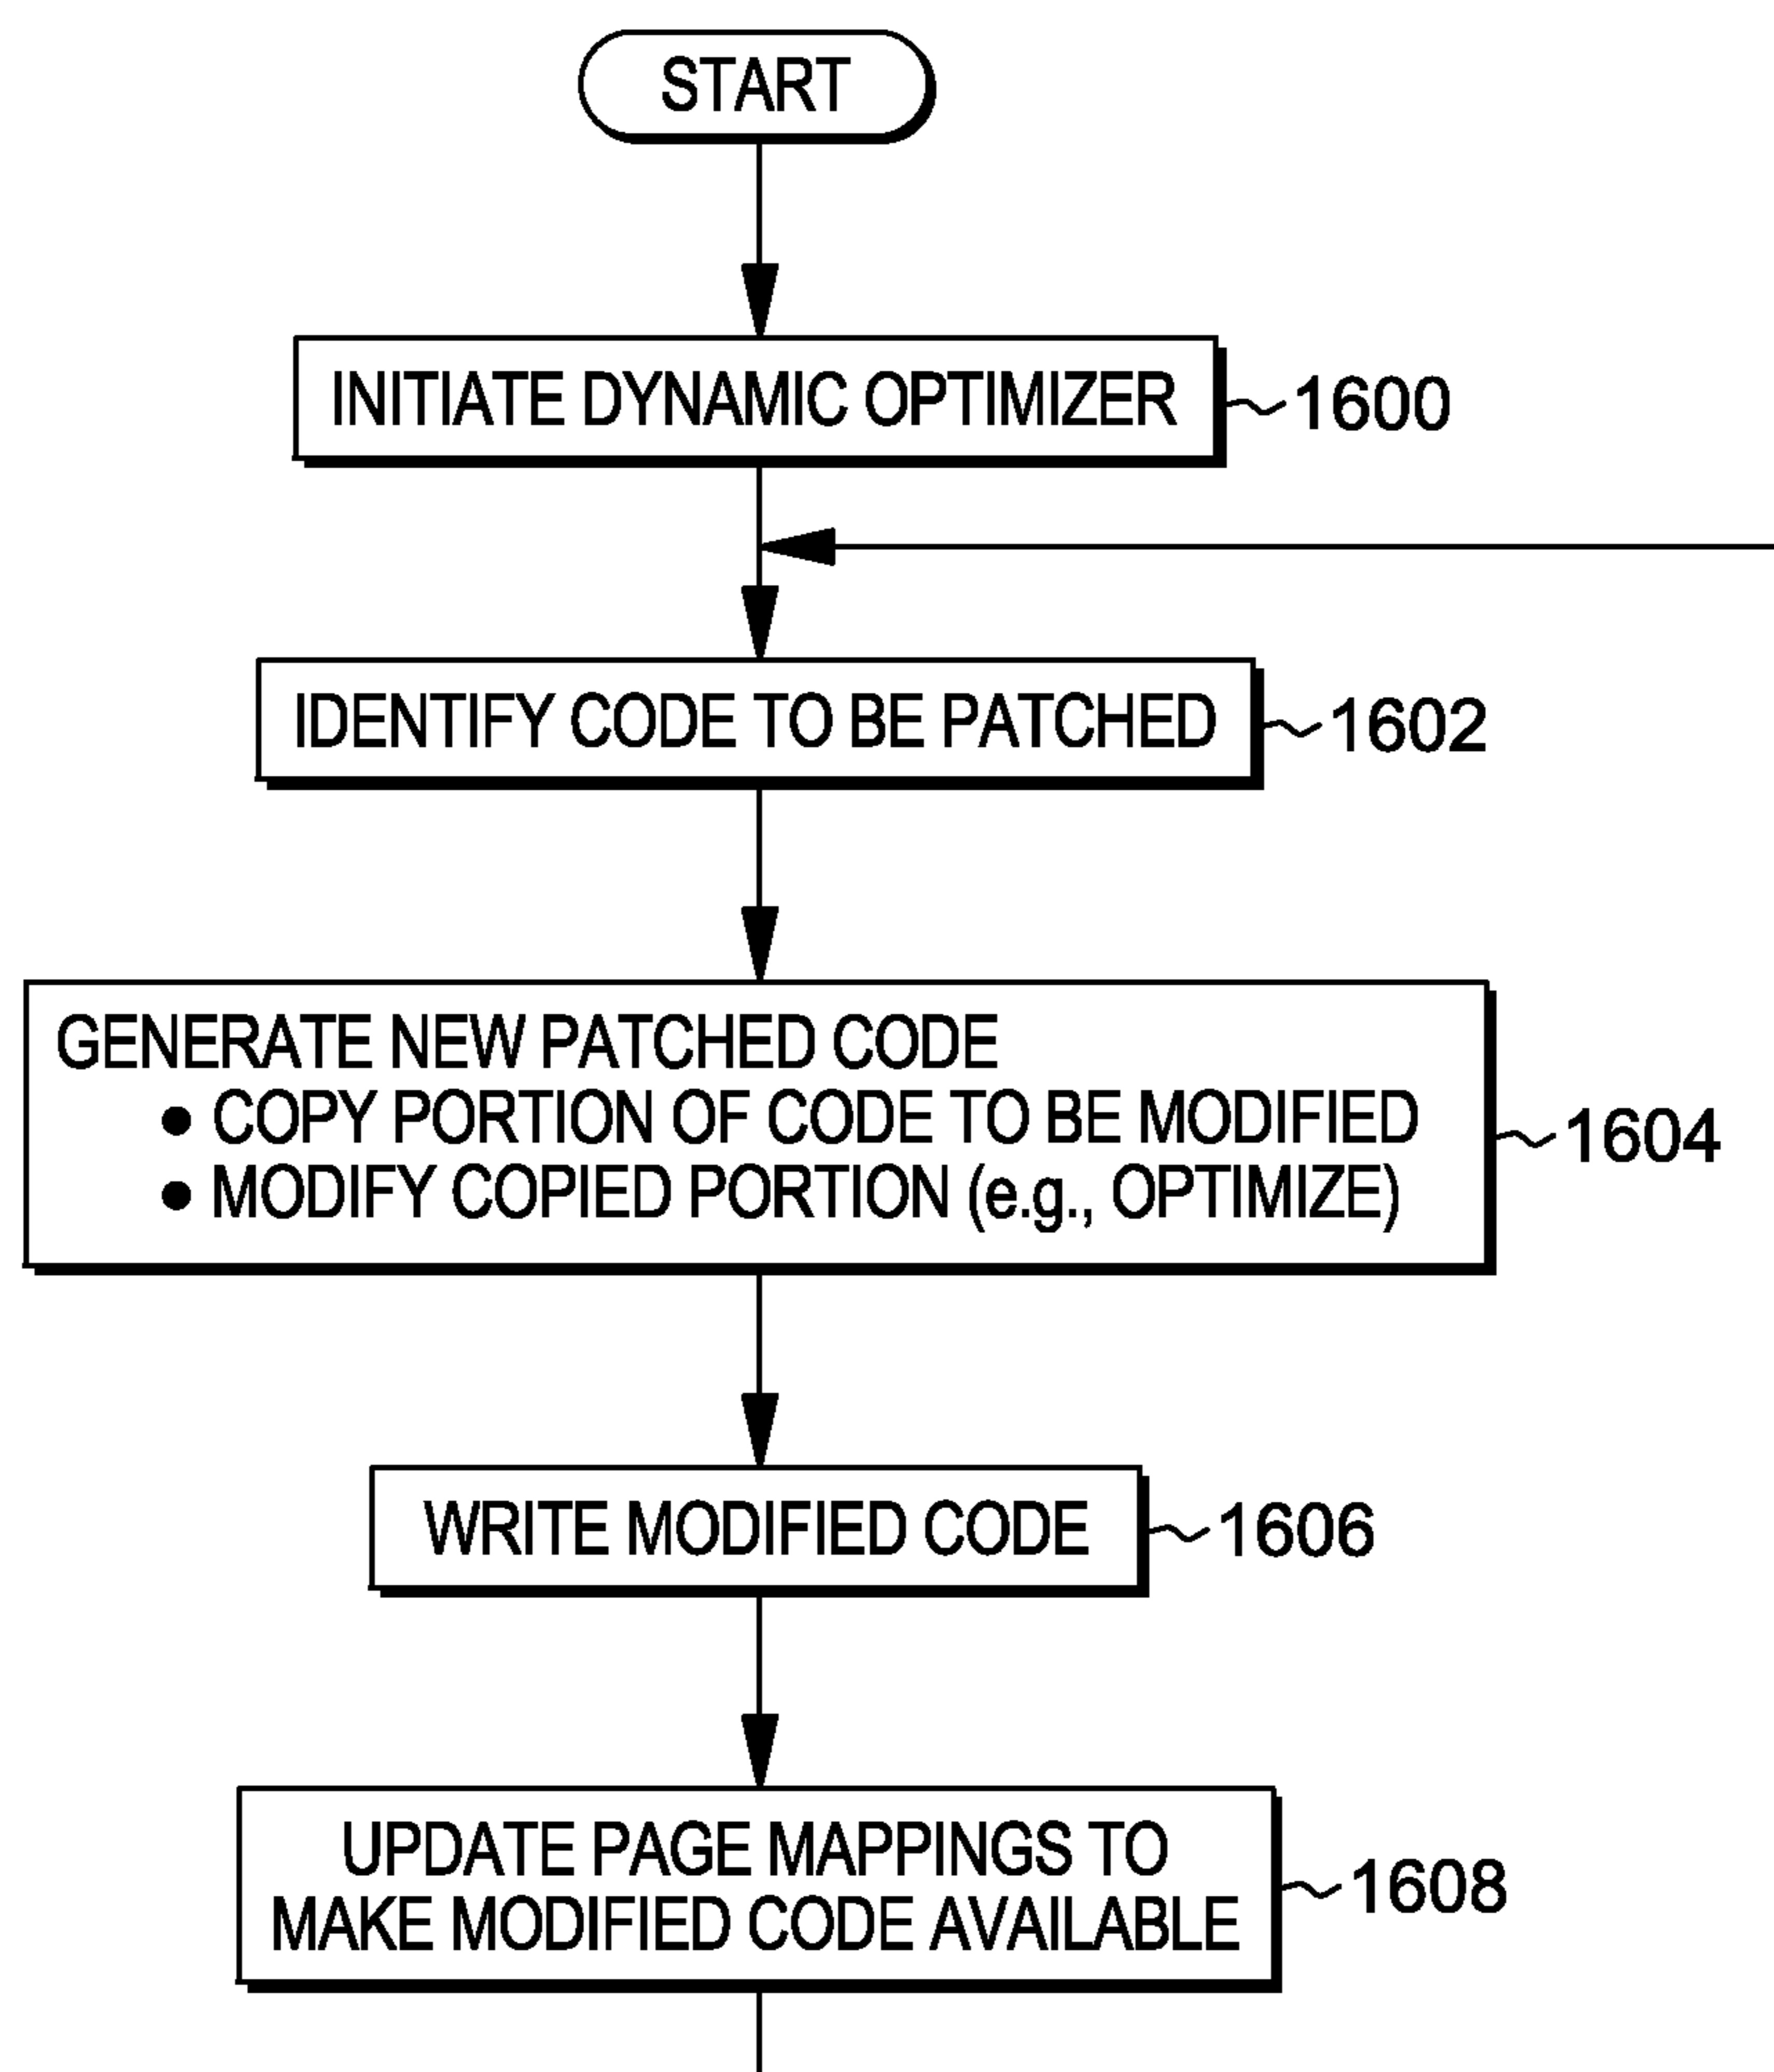 START
INITIATE DYNAMIC OPTIMIZER
1600
IDENTIFY CODE TO BE PATCHED
1602
GENERATE NEW PATCHED CODE
● COPY PORTION OF CODE TO BE MODIFIED
● MODIFY COPIED PORTION (e.g., OPTIMIZE)
1604
WRITE MODIFIED CODE
1606
UPDATE PAGE MAPPINGS TO
MAKE MODIFIED CODE AVAILABLE
1608